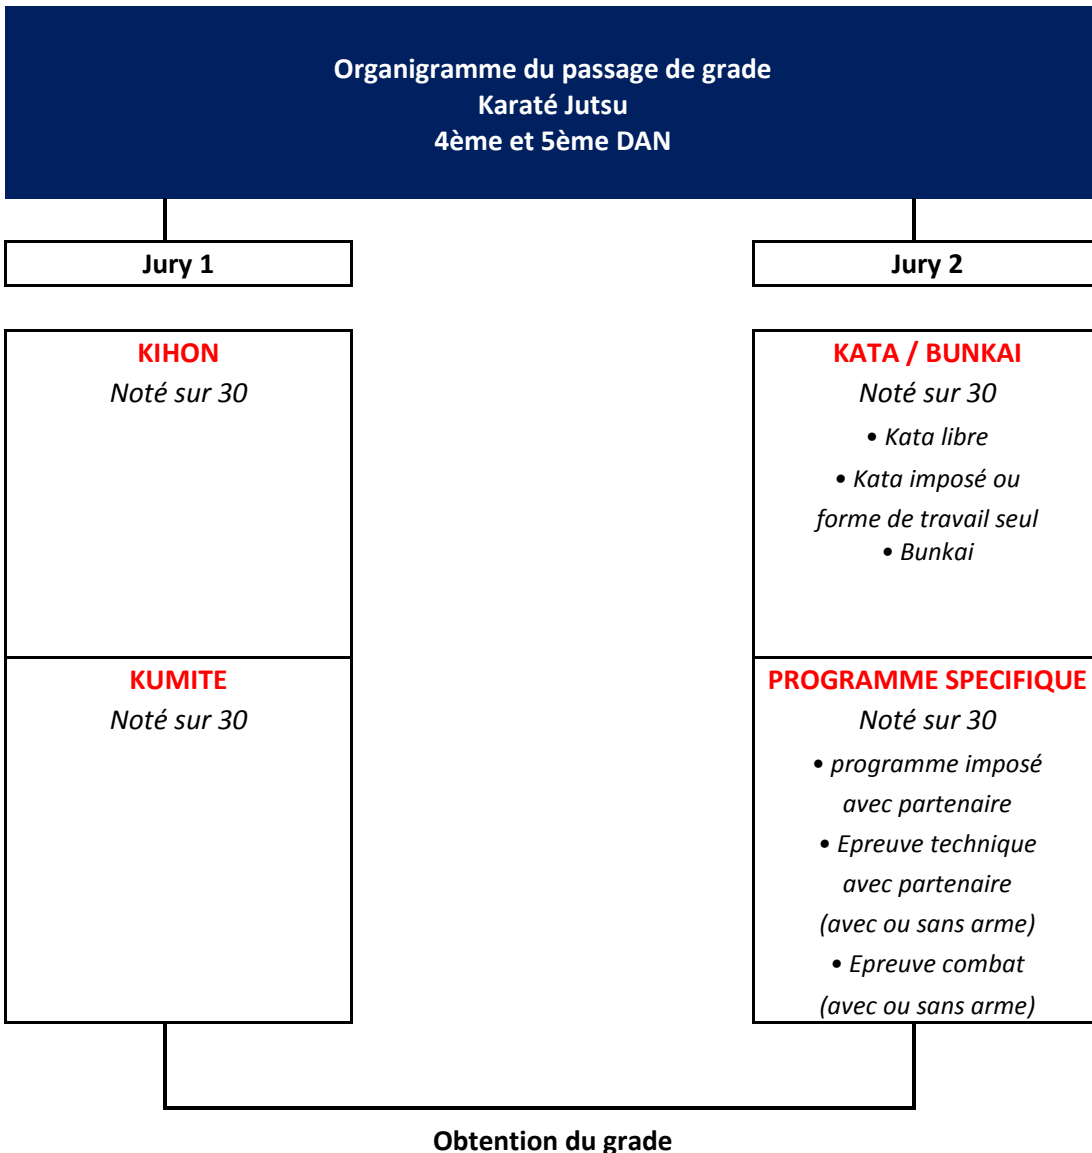 Organigramme du passage de grade
Karaté Jutsu
4ème et 5ème DAN
Jury 1
Jury 2
KIHON
Noté sur 30
KATA / BUNKAI
Noté sur 30
• Kata libre
• Kata imposé ou
forme de travail seul
• Bunkai
KUMITE
Noté sur 30
PROGRAMME SPECIFIQUE
Noté sur 30
• programme imposé
avec partenaire
• Epreuve technique
avec partenaire
(avec ou sans arme)
• Epreuve combat
(avec ou sans arme)
Obtention du grade